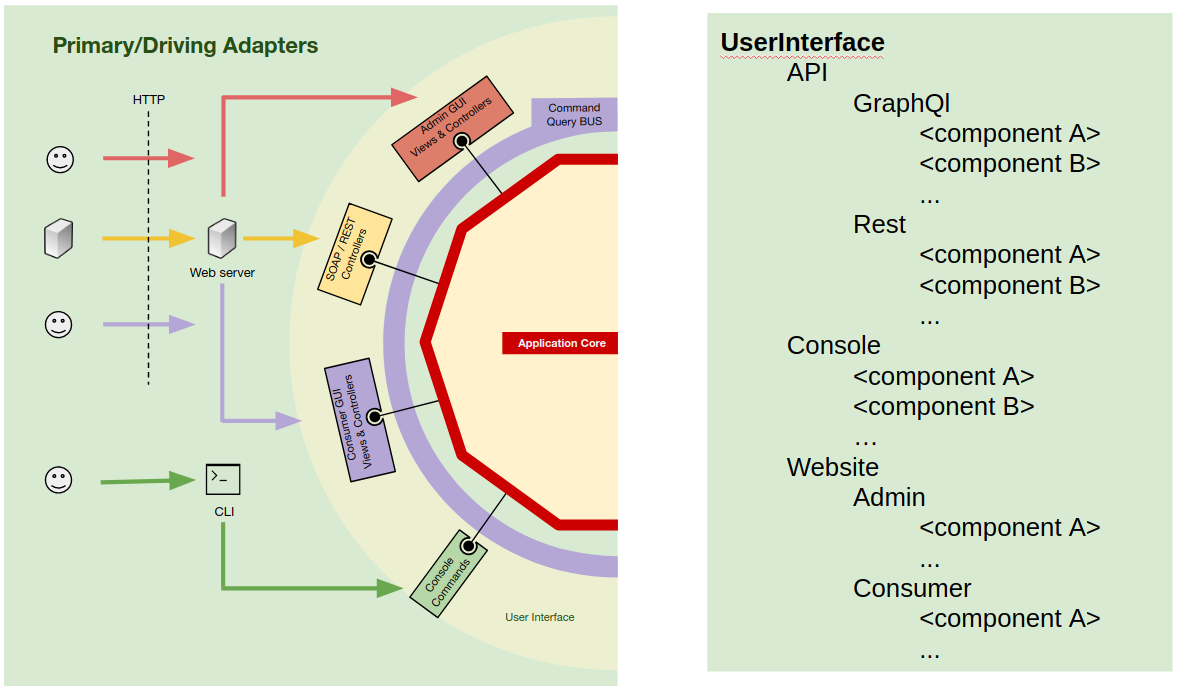 Primary/Driving Adapters
HTTP
Admin GUI
Views & Controllers
Command
Query BUS
SOAP / REST
Controllers
Web server
Application Core
Consumer GUI
Views & Controllers
CLI
Console
Commands
User Interface
UserInterface
API
GraphQl
<component A>
<component B>
...
Rest
<component A>
<component B>
...
Console
<component A>
<component B>
…
Website
Admin
<component A>
...
Consumer
<component A>
...